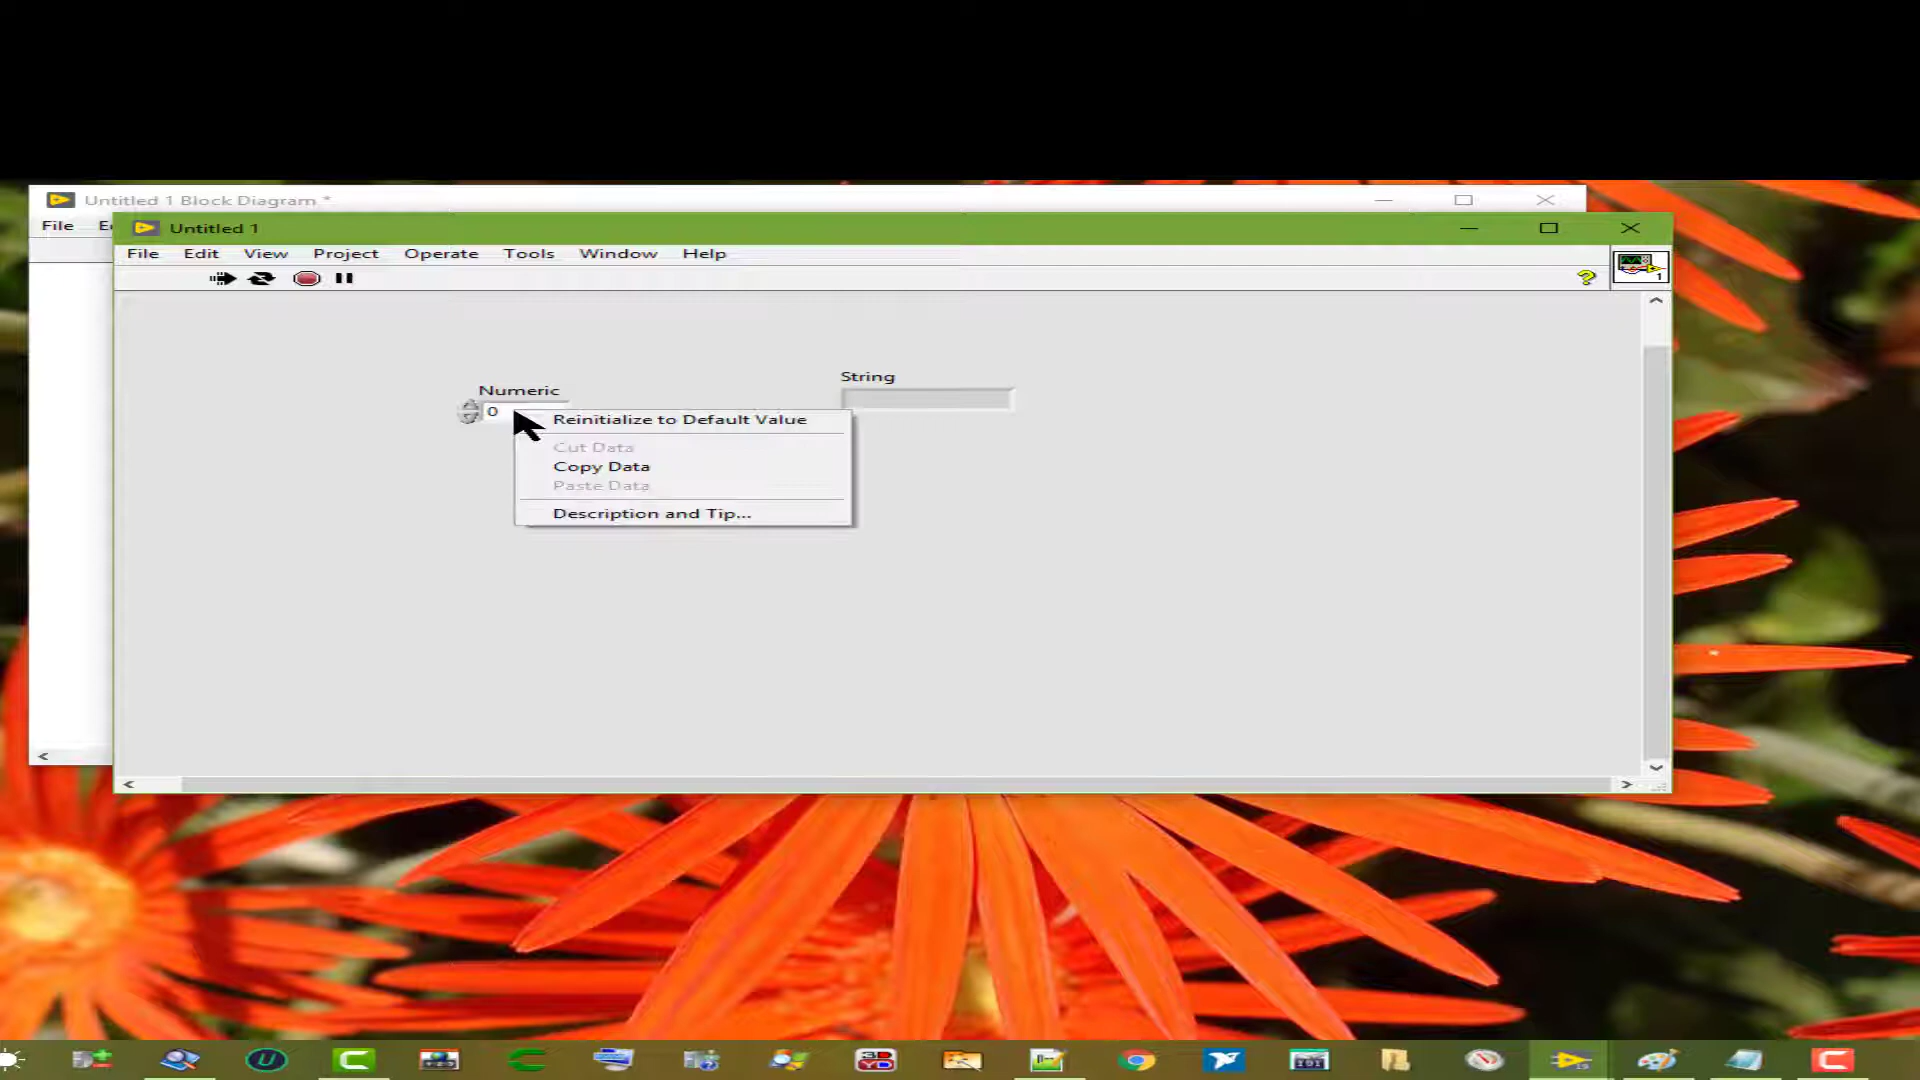 Untitled 1 Block Diagram *
File
Untitled 1
File Edit View Project Operate Tools Window Help
1
Numeric
0
String
Reinitialize to Default Value
Cut Data
Copy Data
Paste Data
Description and Tip...